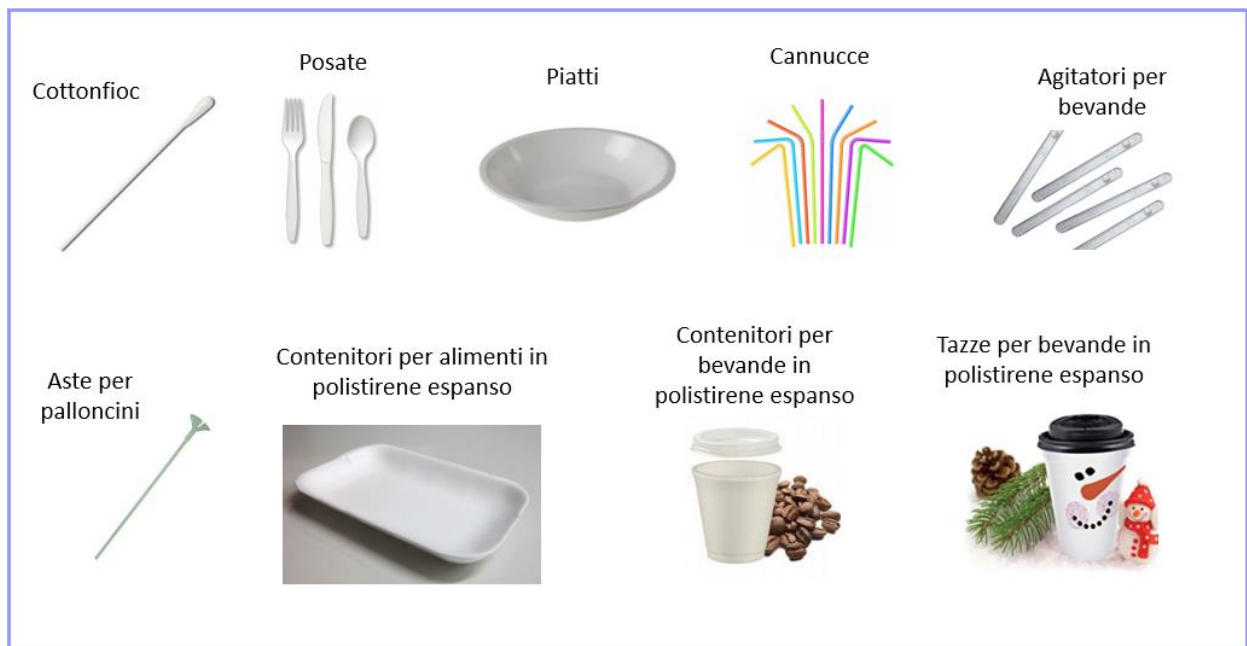 Cottonfioc
Posate
Piatti
Cannucce
Agitatori per
bevande
Aste per
palloncini
Contenitori per alimenti in
polistirene espanso
Contenitori per
bevande in
polistirene espanso
Tazze per bevande in
polistirene espanso